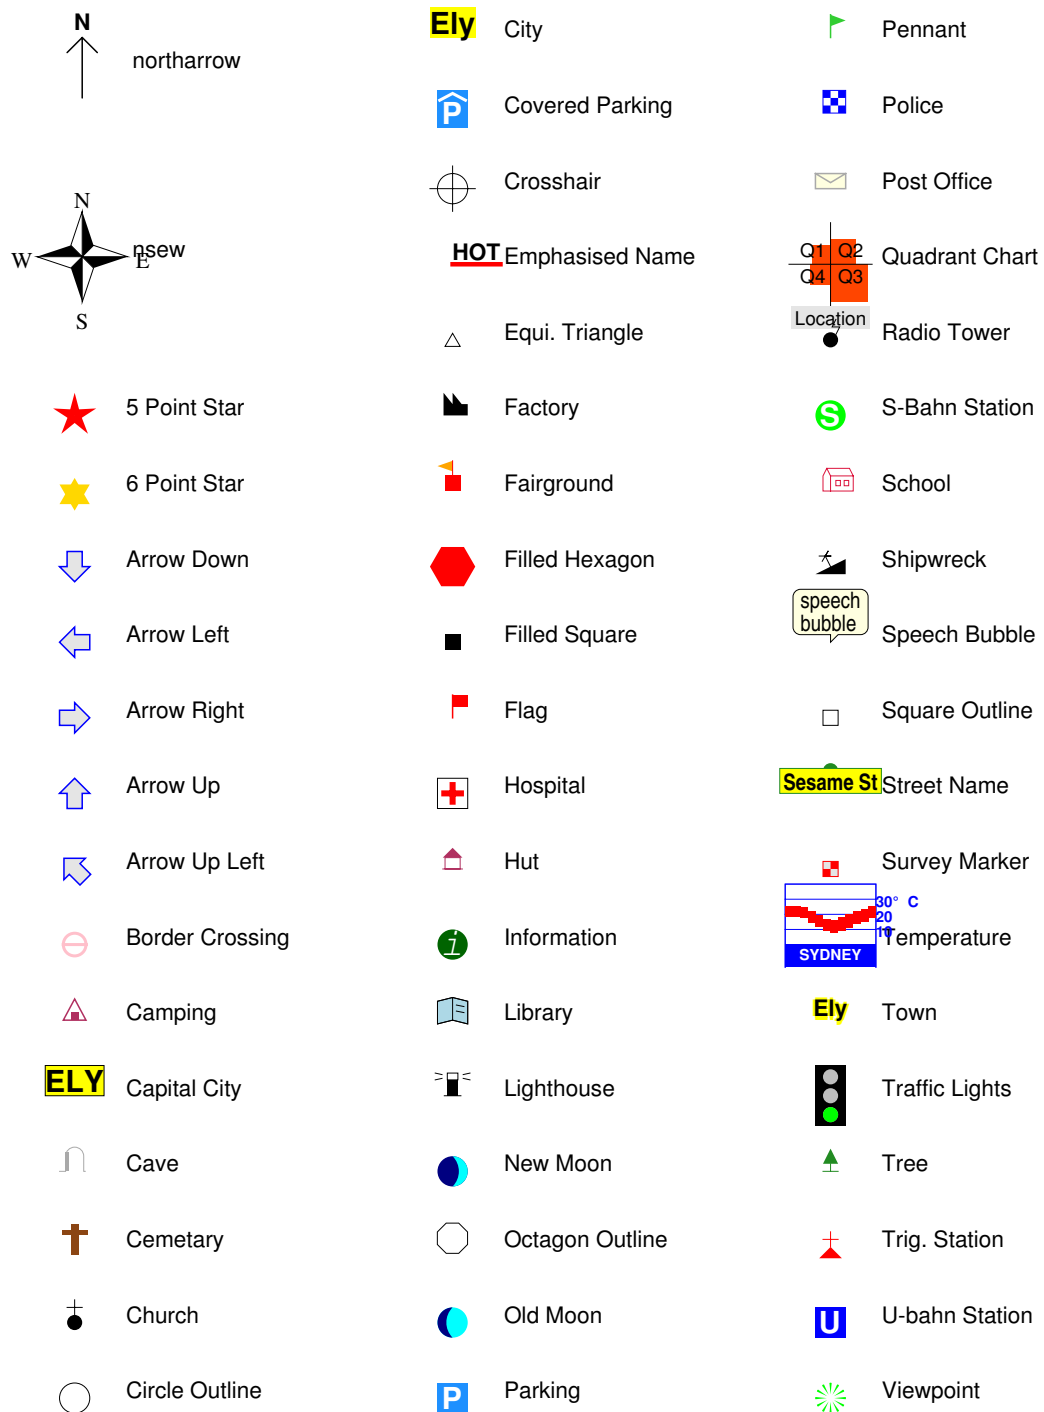 N
northarrow
N
W
nsew
E
S
5 Point Star
6 Point Star
Arrow Down
Arrow Left
Arrow Right
Arrow Up
Arrow Up Left
Border Crossing
Camping
ELY Capital City
Cave
Cemetary
Church
Circle Outline
Ely City
P Covered Parking
Crosshair
HOT Emphasised Name
Equi. Triangle
Factory
Fairground
Filled Hexagon
Filled Square
Flag
Hospital
Hut
i Information
Library
Lighthouse
New Moon
Octagon Outline
Old Moon
P Parking
Pennant
Police
Post Office
Q1 Q2
Q4 Q3
Quadrant Chart
Location
Radio Tower
S S-Bahn Station
School
Shipwreck
speech
bubble
Speech Bubble
Square Outline
Sesame St Street Name
Survey Marker
30° C
20
10
Temperature
SYDNEY
Ely Town
Traffic Lights
Tree
Trig. Station
U U-bahn Station
Viewpoint